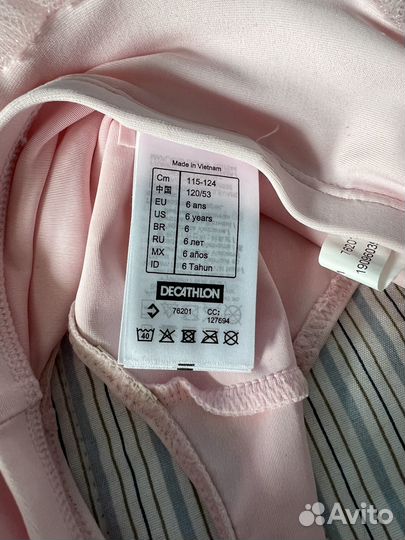 Made in Vietnam
Cm 115-124
中国 120/53
EU 6 ans
US 6 years
BR 6
RU 6 лет
MX 6 años
ID 6 Tahun
DECATHLON
76201 CC:
127694
40
Avito